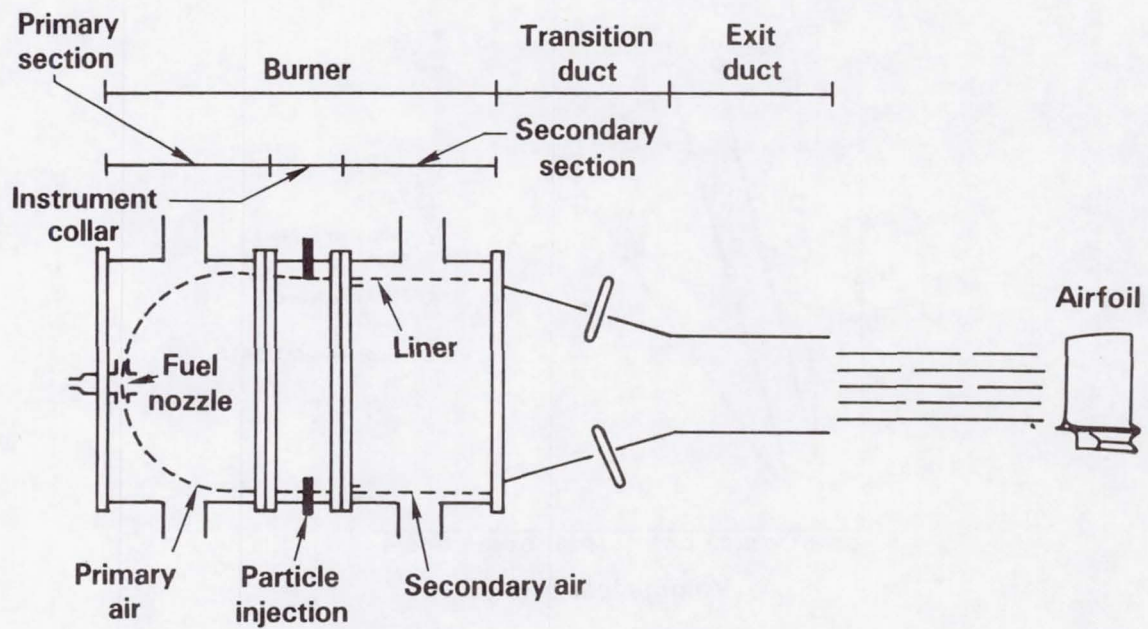 Primary
section
Burner
Transition
duct
Exit
duct
Secondary
section
Instrument
collar
Airfoil
Liner
Fuel
nozzle
Primary
air
Particle
injection
Secondary air